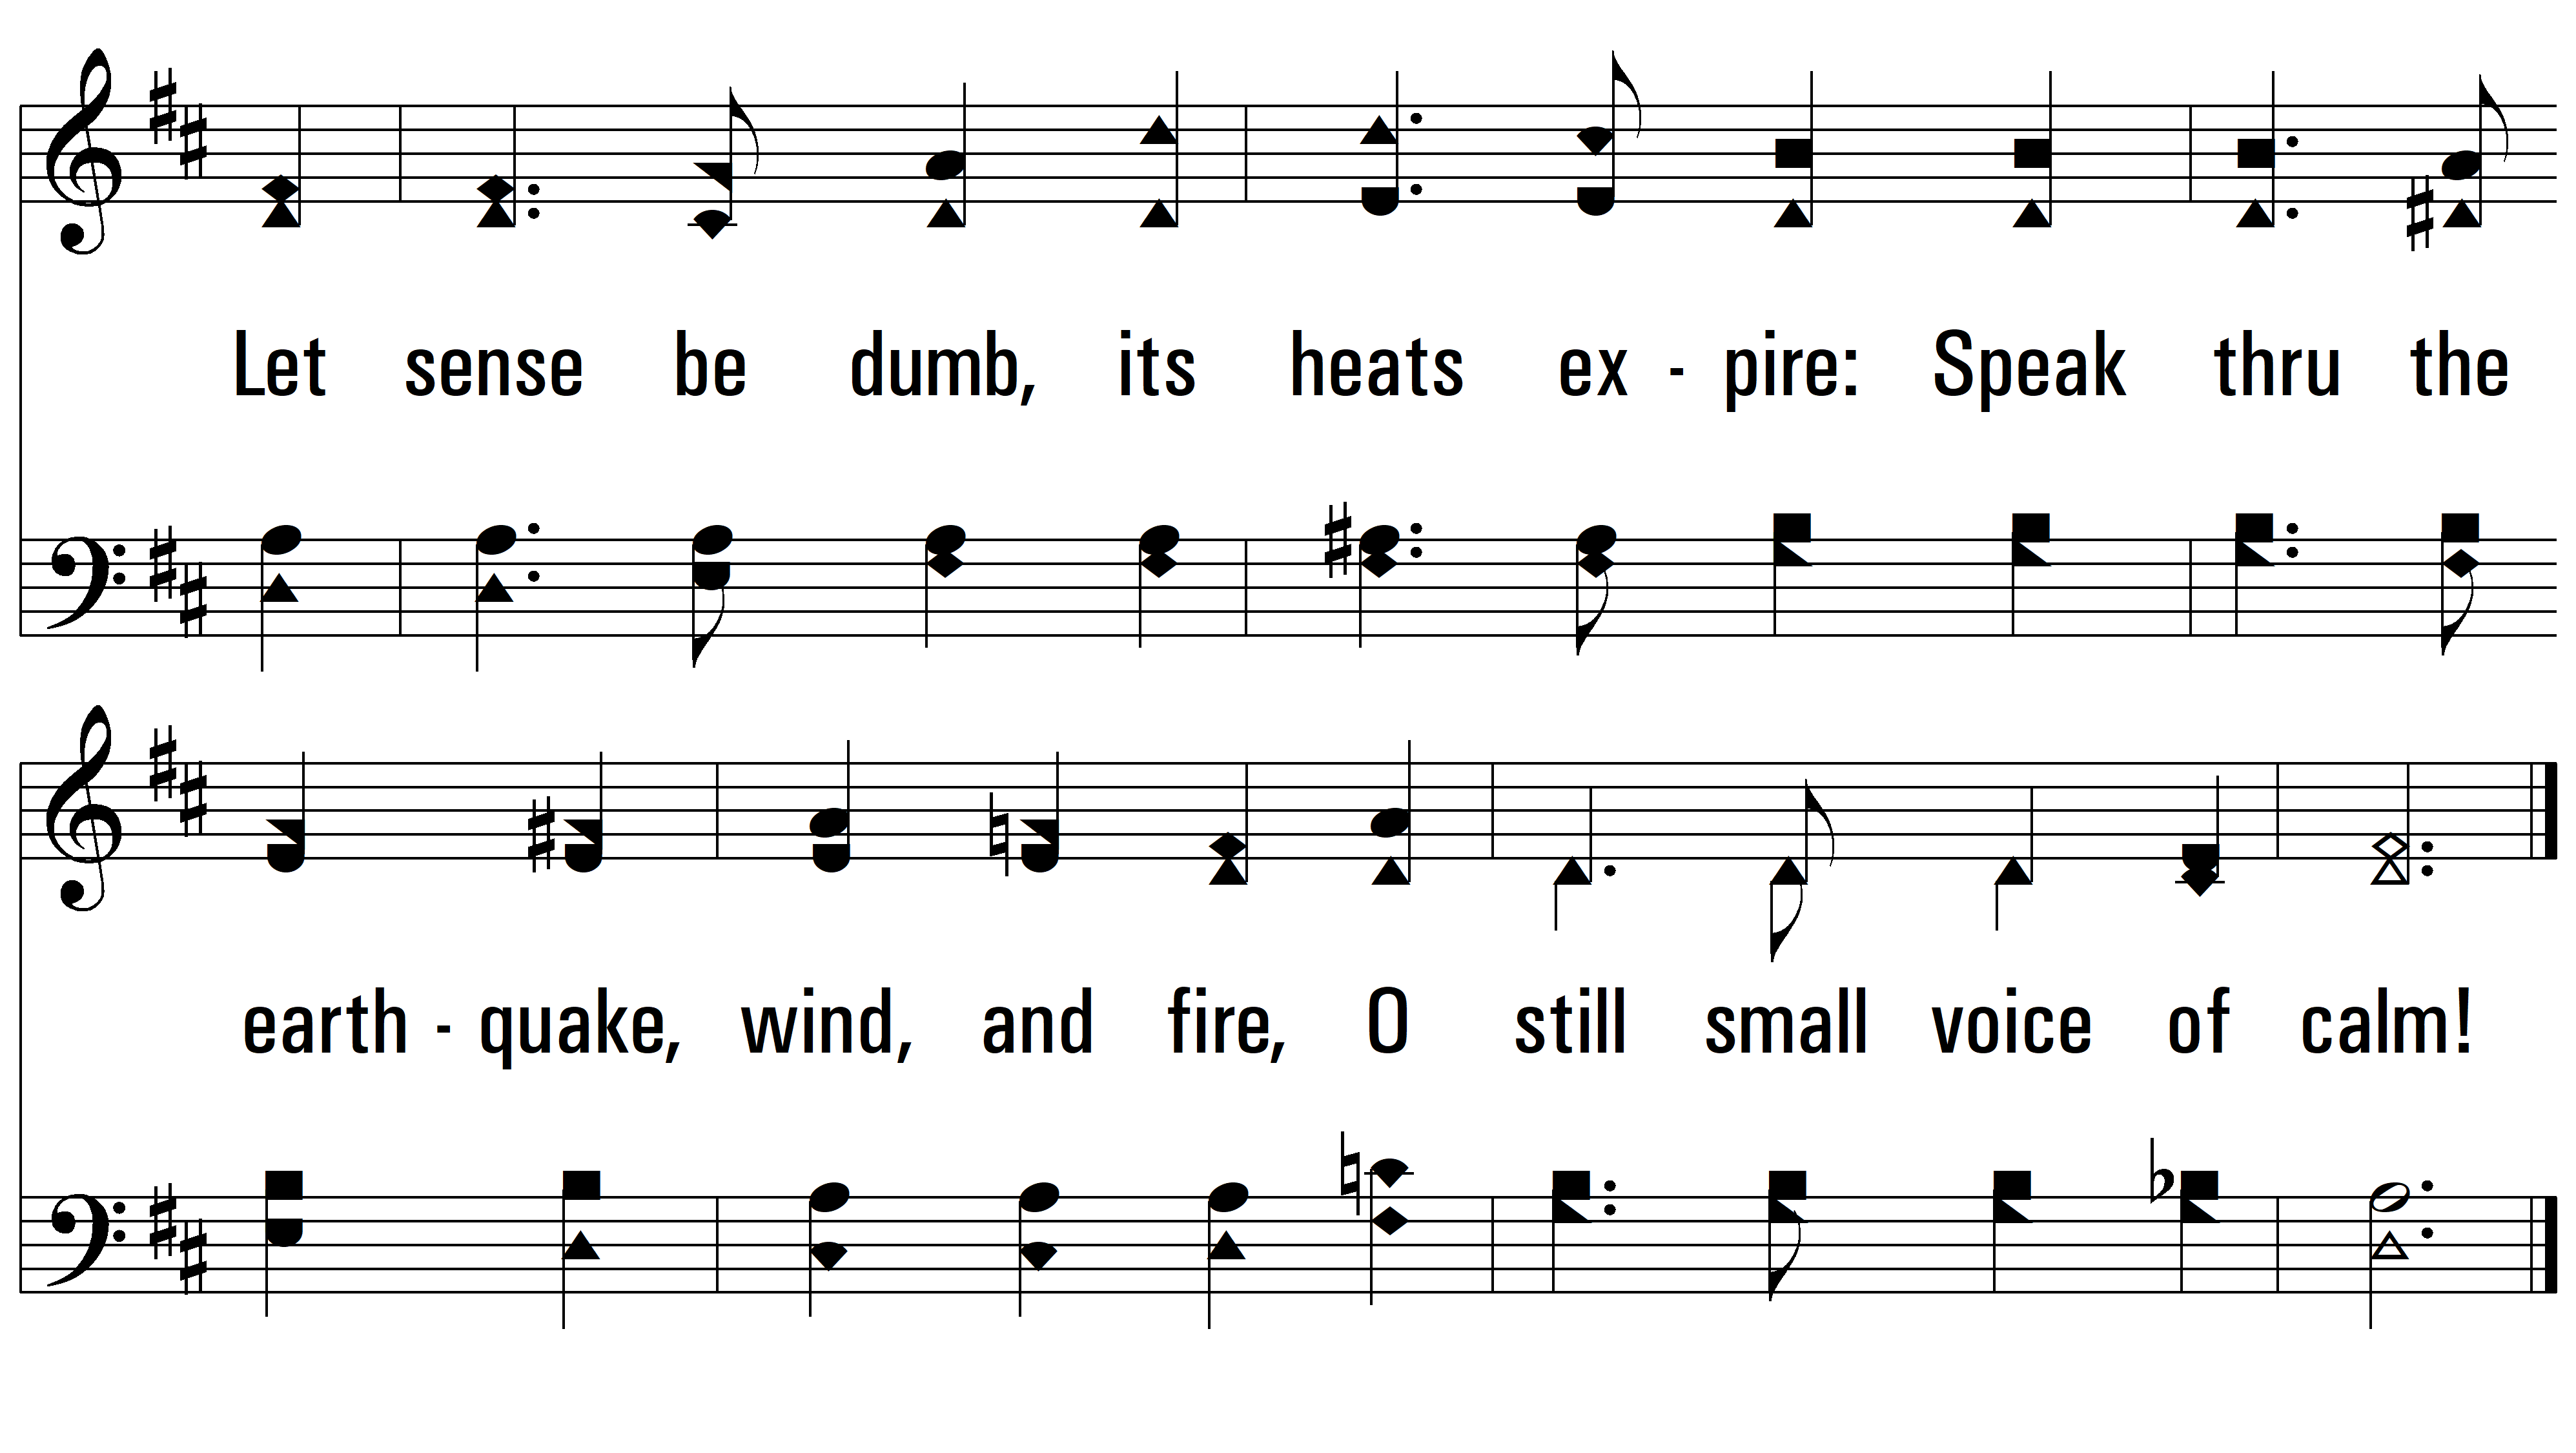 Let sense be dumb, its heats ex - pire: Speak thru the
earth - quake, wind, and fire, O still small voice of calm!